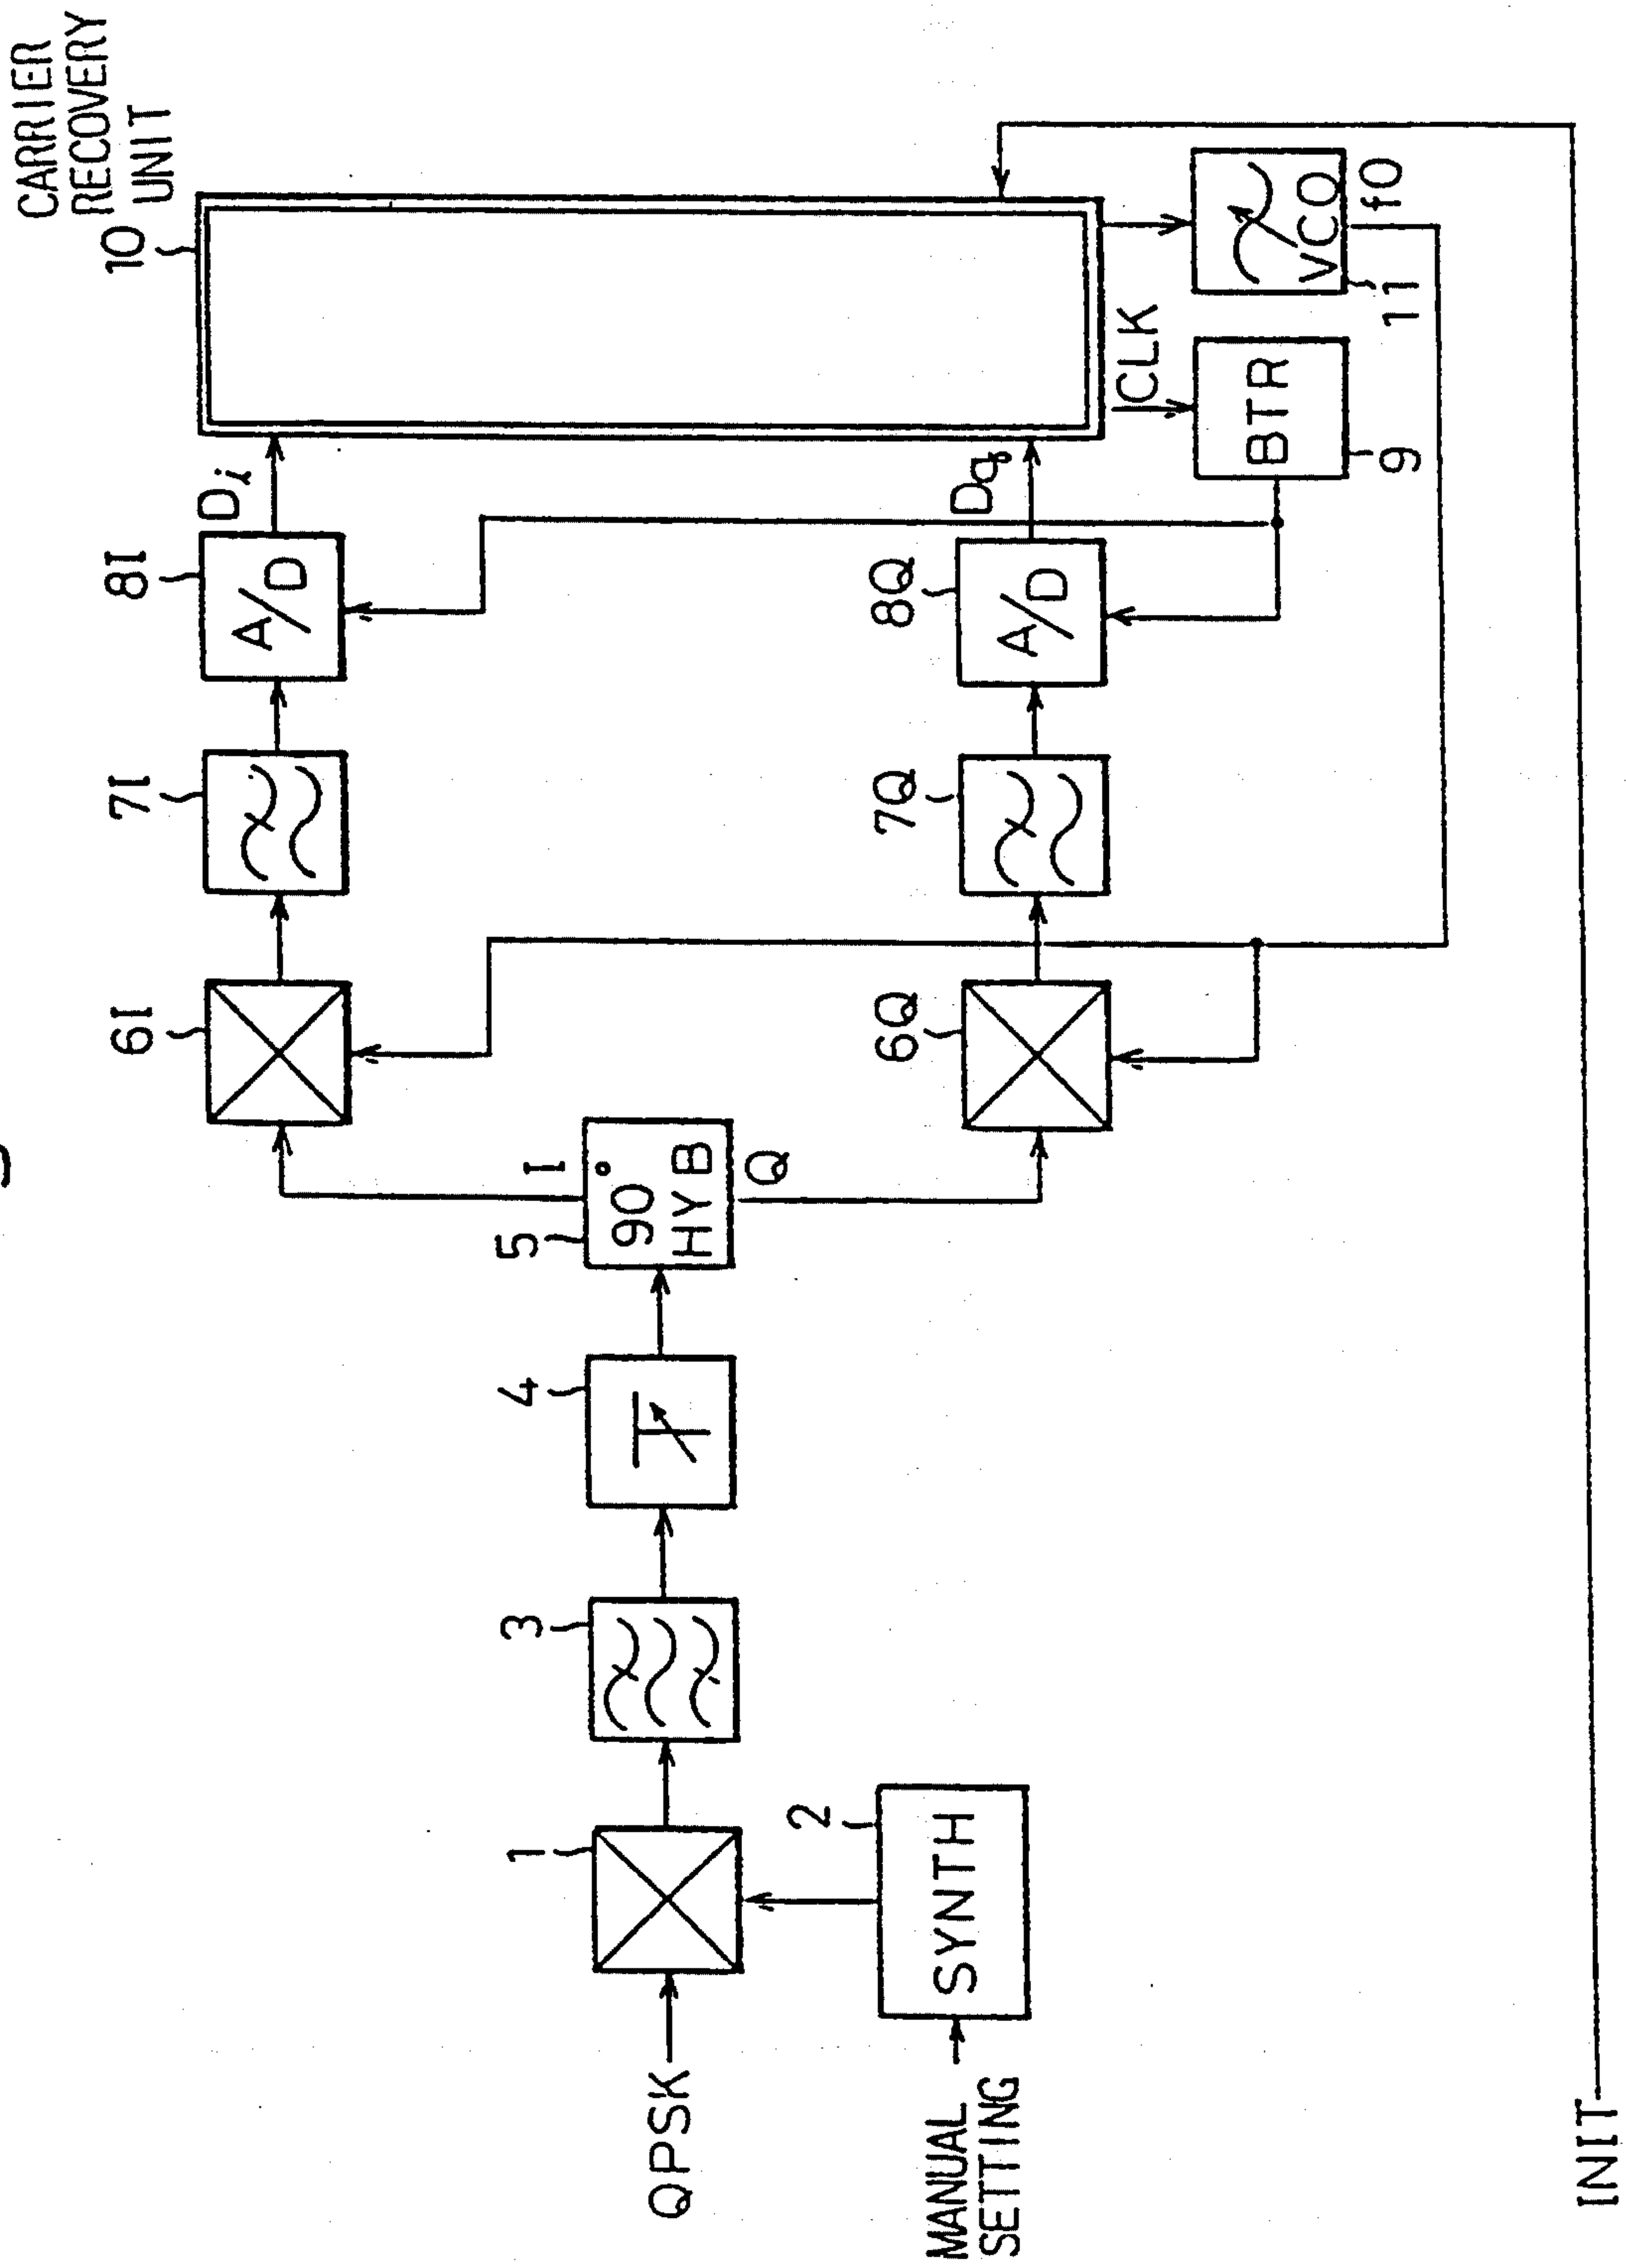 CARRIER
RECOVERY
UNIT
10
6I
7I
8I
Di
A/D
I
5
90°
HYB
Q
QPSK
1
3
4
6Q
7Q
8Q
A/D
Dq
2
SYNTH
MANUAL
SETTING
CLK
BTR
9
VCO
11
f0
INIT